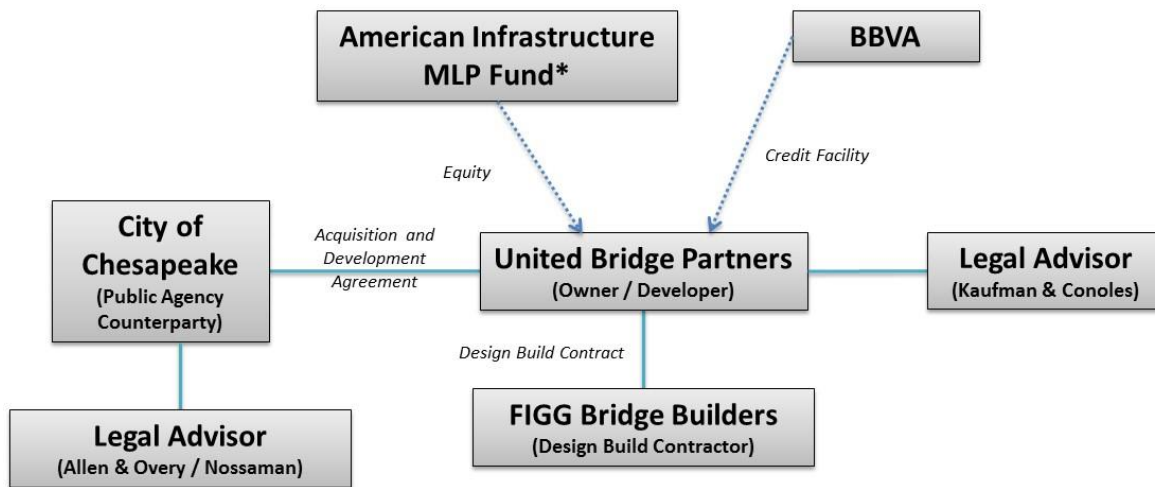 American Infrastructure
MLP Fund*
BBVA
Equity
Credit Facility
City of
Chesapeake
(Public Agency
Counterparty)
Acquisition and
Development
Agreement
United Bridge Partners
(Owner / Developer)
Legal Advisor
(Kaufman & Conoles)
Design Build Contract
Legal Advisor
(Allen & Overy / Nossaman)
FIGG Bridge Builders
(Design Build Contractor)